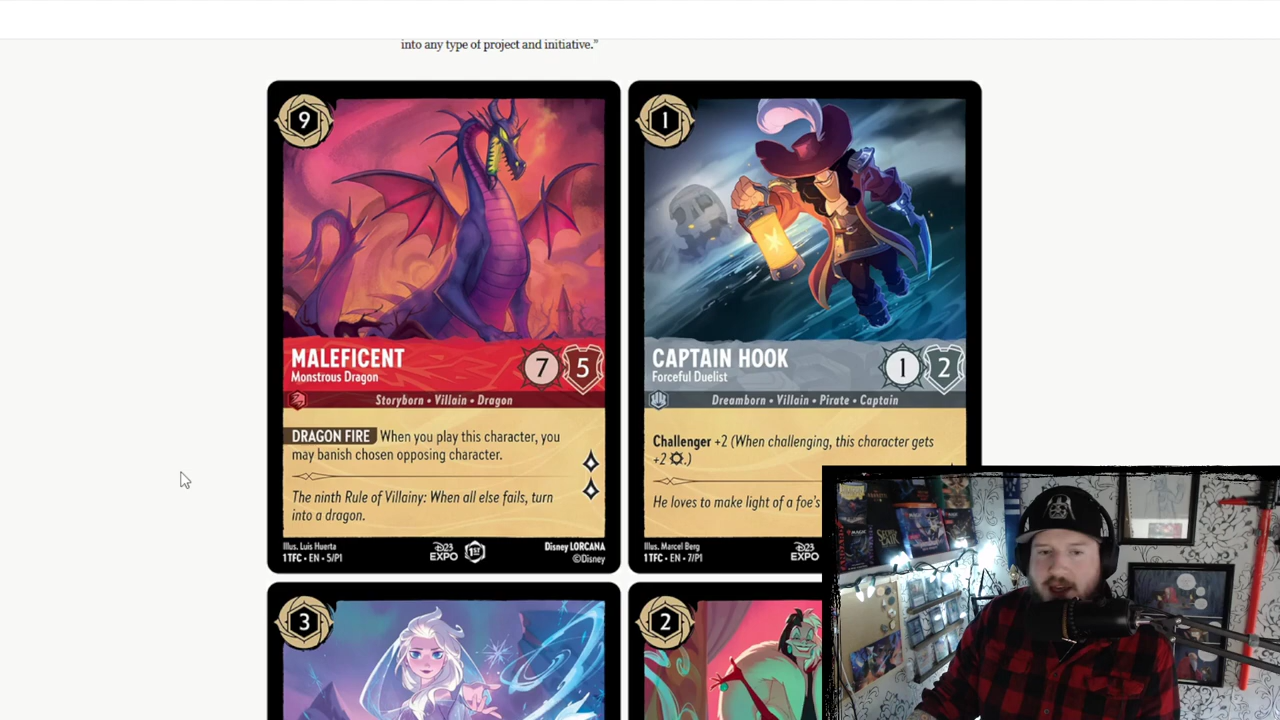 into any type of project and initiative.”
9
MALEFICENT
Monstrous Dragon
7
5
Storyborn • Villain • Dragon
DRAGON FIRE When you play this character, you
may banish chosen opposing character.
The ninth Rule of Villainy: When all else fails, turn
into a dragon.
Illus. Luis Huerta
1TFC • EN • 5/P1
D23
EXPO
1ST
Disney LORCANA
©Disney
1
CAPTAIN HOOK
Forceful Duelist
1
2
Dreamborn • Villain • Pirate • Captain
Challenger +2 (When challenging, this character gets
+2 .)
He loves to make light of a foe's
Illus. Marcel Berg
1TFC • EN • 7/P1
D23
EXPO
3
2